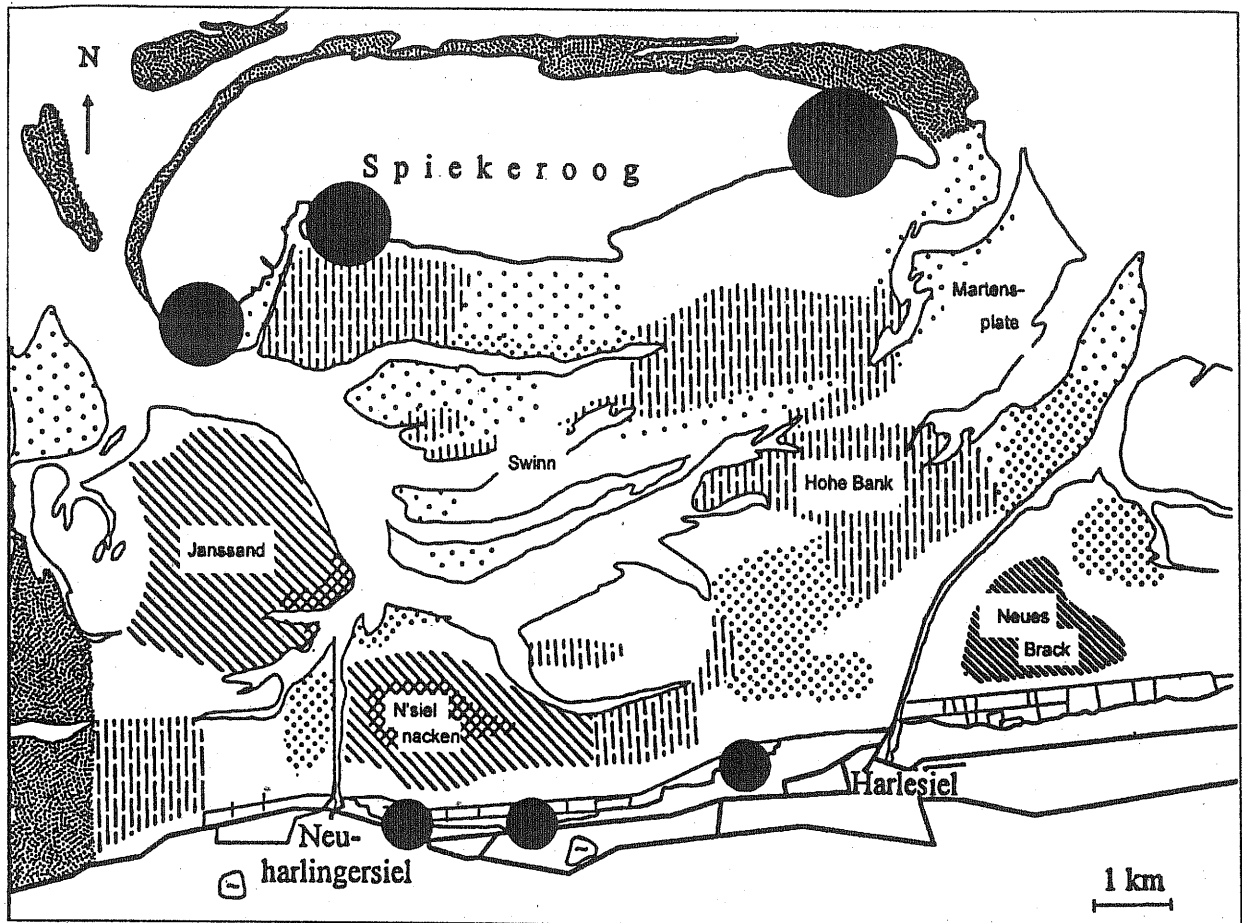 N
Spiekeroog
Martens-
plate
Swinn
Hohe Bank
Janssand
Neues
Brack
N'siel
nacken
Harlesiel
Neu-
harlingersiel
1 km